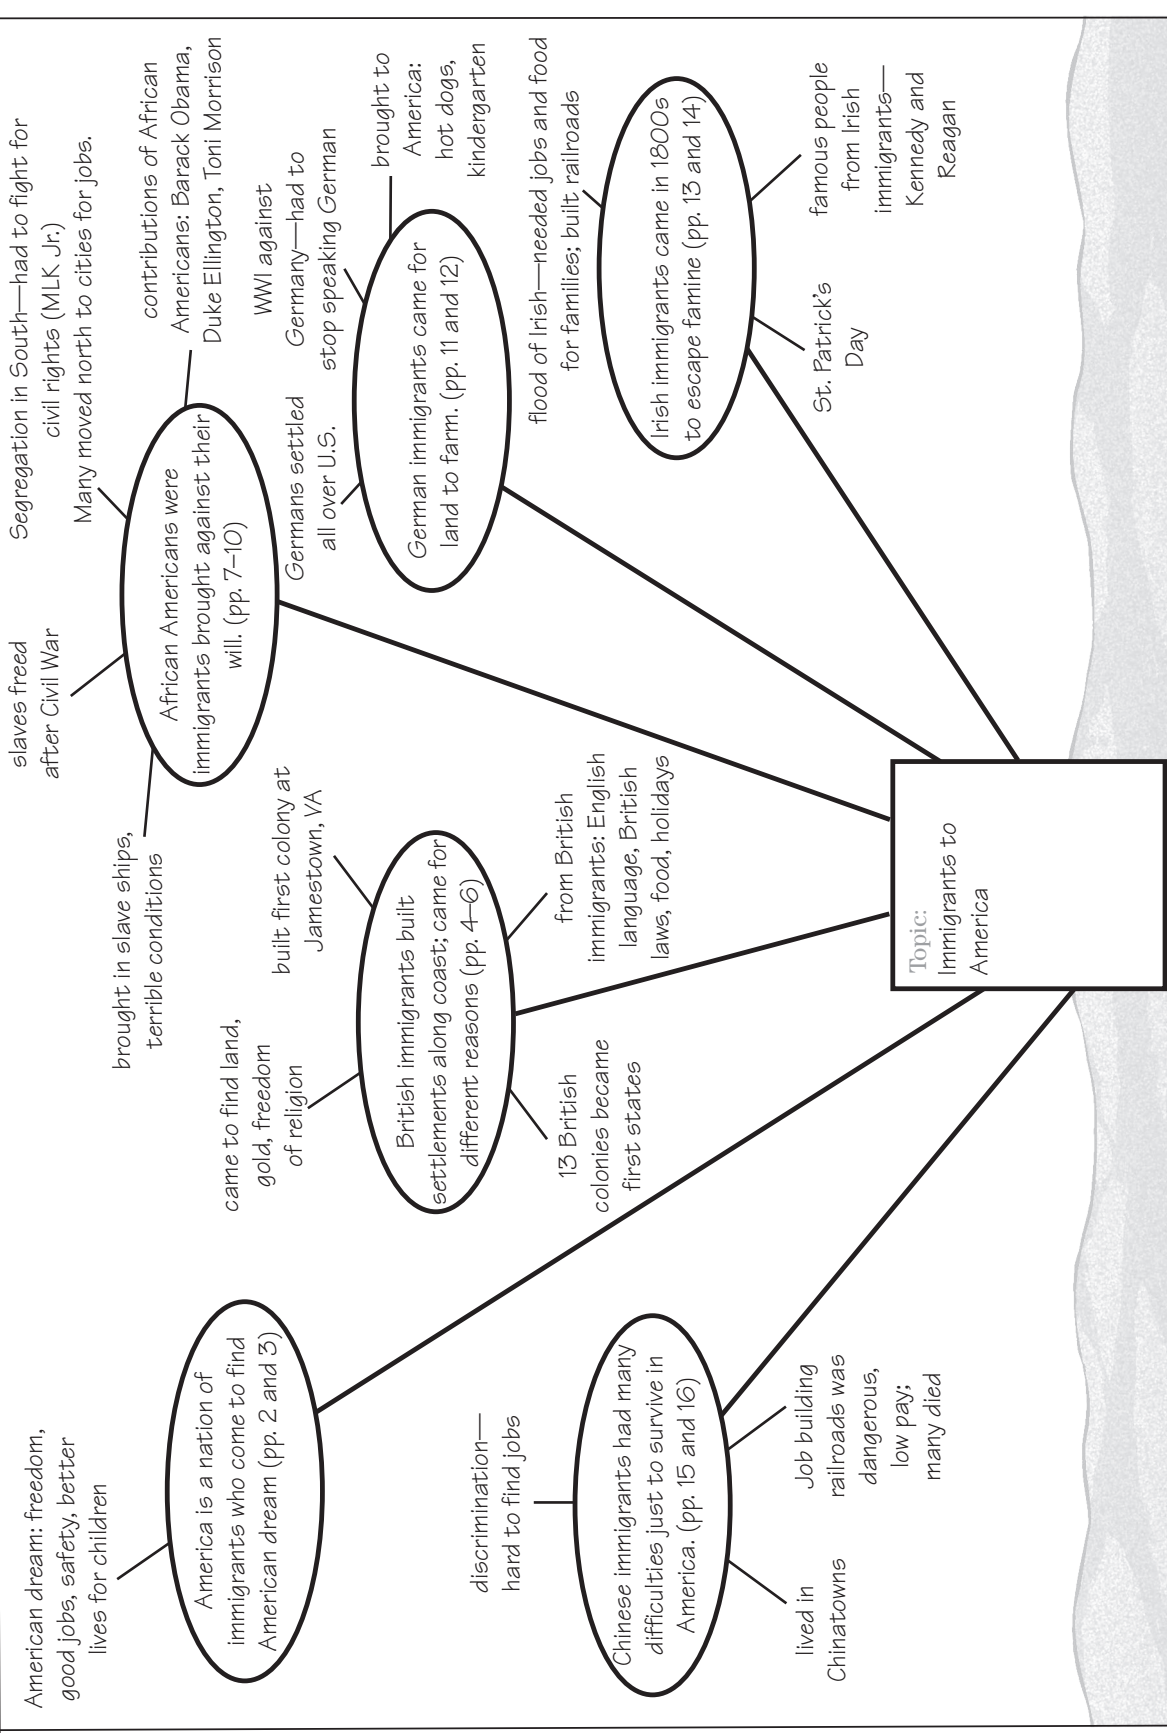 American dream: freedom,
good jobs, safety, better
lives for children
America is a nation of
immigrants who come to find
American dream (pp. 2 and 3)
came to find land,
gold, freedom
of religion
built first colony at
Jamestown, VA
British immigrants built
settlements along coast; came for
different reasons (pp. 4–6)
13 British
colonies became
first states
from British
immigrants: English
language, British
laws, food, holidays
brought in slave ships,
terrible conditions
slaves freed
after Civil War
Segregation in South—had to fight for
civil rights (MLK Jr.)
Many moved north to cities for jobs.
contributions of African
Americans: Barack Obama,
Duke Ellington, Toni Morrison
African Americans were
immigrants brought against their
will. (pp. 7–10)
Germans settled
all over U.S.
WWI against
Germany—had to
stop speaking German
brought to
America:
hot dogs,
kindergarten
German immigrants came for
land to farm. (pp. 11 and 12)
flood of Irish—needed jobs and food
for families; built railroads
Irish immigrants came in 1800s
to escape famine (pp. 13 and 14)
St. Patrick's
Day
famous people
from Irish
immigrants—
Kennedy and
Reagan
discrimination—
hard to find jobs
Chinese immigrants had many
difficulties just to survive in
America. (pp. 15 and 16)
lived in
Chinatowns
Job building
railroads was
dangerous,
low pay;
many died
Topic:
Immigrants to
America